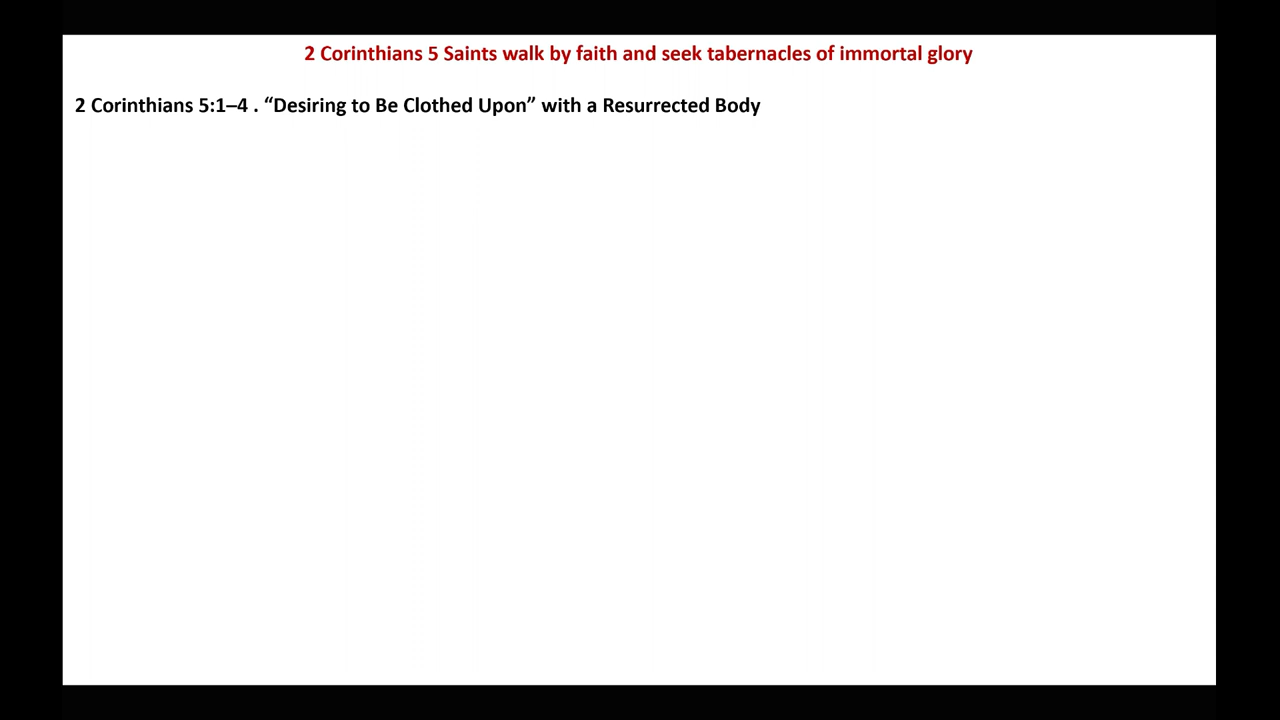 2 Corinthians 5 Saints walk by faith and seek tabernacles of immortal glory
2 Corinthians 5:1–4 . “Desiring to Be Clothed Upon” with a Resurrected Body